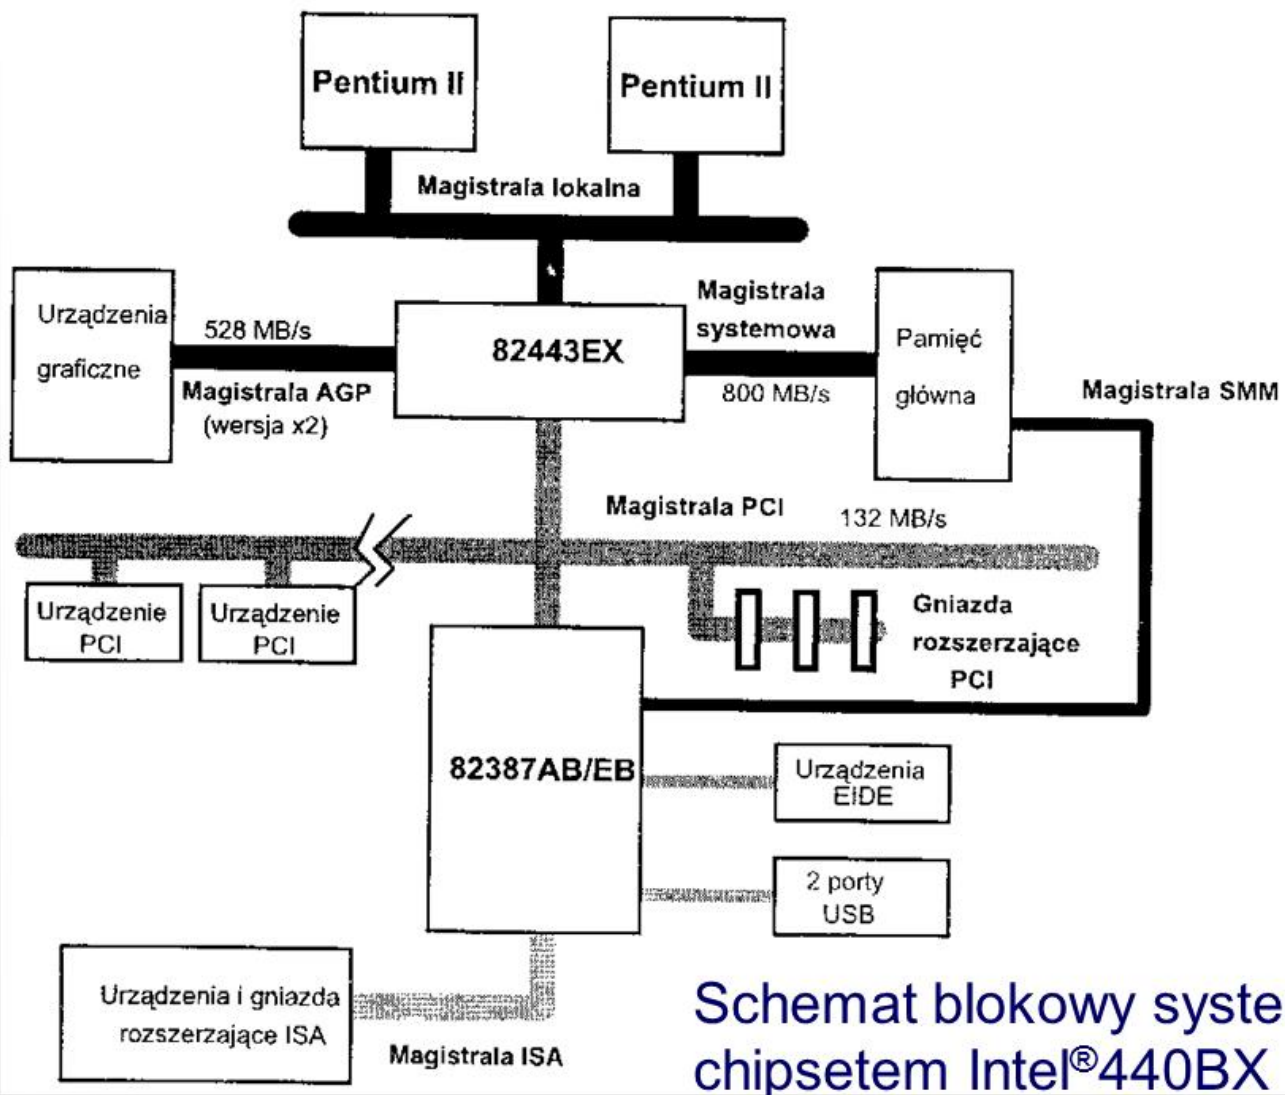 Pentium II
Pentium II
Magistrala lokalna
Urządzenia
graficzne
528 MB/s
Magistrala AGP
(wersja x2)
82443EX
Magistrala
systemowa
800 MB/s
Pamięć
główna
Magistrala SMM
Magistrala PCI
132 MB/s
Urządzenie
PCI
Urządzenie
PCI
Gniazda
rozszerzające
PCI
82387AB/EB
Urządzenia
EIDE
2 porty
USB
Urządzenia i gniazda
rozszerzające ISA
Magistrala ISA
Schemat blokowy syste
chipsetem Intel®440BX